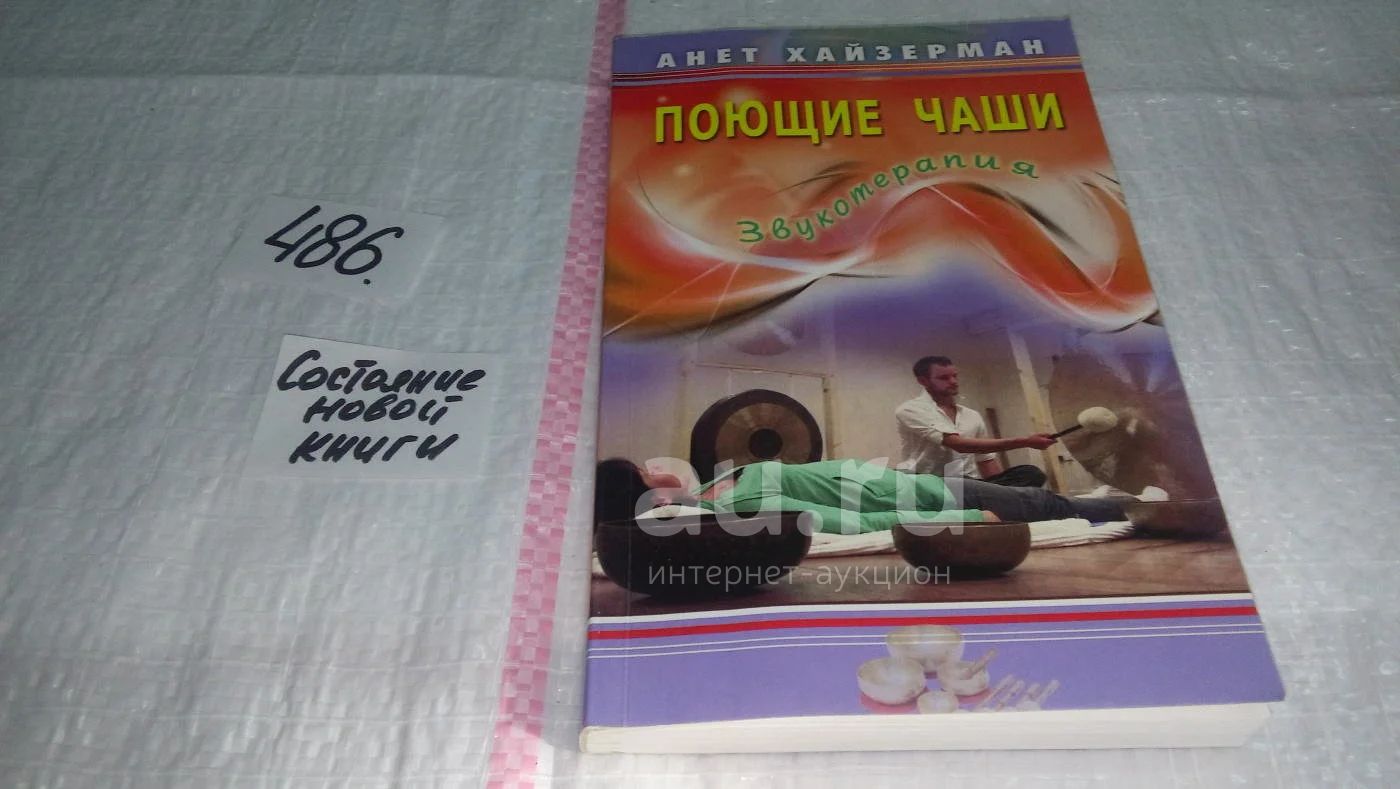 486.
Состояние
новой
книги
АНЕТ ХАЙЗЕРМАН
ПОЮЩИЕ ЧАШИ
Звукотерапия
au.ru
интернет-аукцион